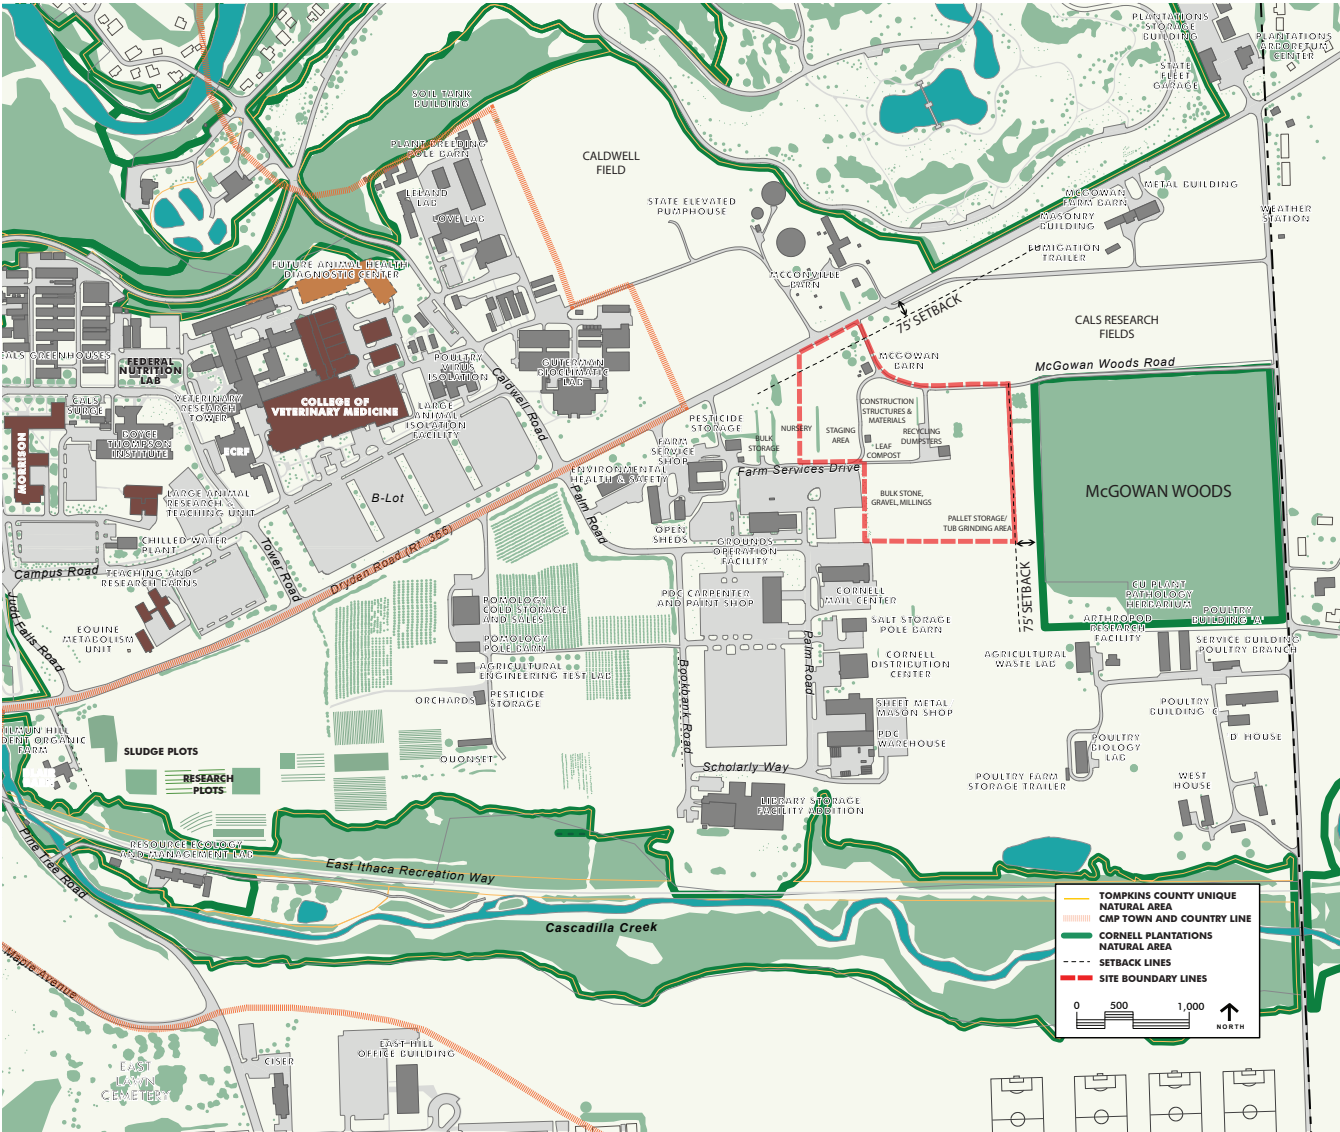 PLANTATIONS
STORAGE
BUILDING
PLANTATIONS
ARBORETUM
CENTER
STATE
FLEET
GARAGE
SOIL TANK
BUILDING
PLANT BREEDING
POLE BARN
CALDWELL
FIELD
LELAND
LAB
LOVE LAB
STATE ELEVATED
PUMPHOUSE
METAL BUILDING
MCGOWAN
FARM BARN
MASONRY
BUILDING
WEATHER
STATION
FUMIGATION
TRAILER
FUTURE ANIMAL HEALTH
DIAGNOSTIC CENTER
MCCONVILLE
BARN
75' SETBACK
CALS RESEARCH
FIELDS
McGowan Woods Road
EALS GREENHOUSES
FEDERAL
NUTRITION
LAB
POULTRY
VIRUS
ISOLATION
Caldwell Road
GUTERMAN
BIOCLIMATIC
LAB
MCGOWAN
BARN
CALS
SURGE
VETERINARY
RESEARCH
TOWER
COLLEGE OF
VETERINARY MEDICINE
LARGE
ANIMAL
ISOLATION
FACILITY
PESTICIDE
STORAGE
BULK
STORAGE
NURSERY
STAGING
AREA
CONSTRUCTION
STRUCTURES &
MATERIALS
RECYCLING
DUMPSTERS
LEAF
COMPOST
BOYCE
THOMPSON
INSTITUTE
ECRF
MORRISON
FARM
SERVICE
SHOP
ENVIRONMENTAL
HEALTH & SAFETY
Farm Services Drive
LARGE ANIMAL
RESEARCH &
TEACHING UNIT
B-Lot
Palm Road
BULK STONE,
GRAVEL, MILLINGS
McGOWAN WOODS
PALLET STORAGE/
TUB GRINDING AREA
OPEN
SHEDS
GROUNDS
OPERATION
FACILITY
CHILLED WATER
PLANT
Campus Road
TEACHING AND
RESEARCH BARNS
Tower Road
Dryden Road (Rt. 366)
75' SETBACK
Judd Falls Road
EQUINE
METABOLISM
UNIT
POMOLOGY
COLD STORAGE
AND SALES
POMOLOGY
POLE BARN
AGRICULTURAL
ENGINEERING TEST LAB
ORCHARDS
PESTICIDE
STORAGE
PDC CARPENTER
AND PAINT SHOP
CORNELL
MAIL CENTER
SALT STORAGE
POLE BARN
CORNELL
DISTRIBUTION
CENTER
Palm Road
Bookbank Road
SHEET METAL
MASON SHOP
PDC
WAREHOUSE
CU PLANT
PATHOLOGY
HERBARIUM
ARTHROPOD
RESEARCH
FACILITY
POULTRY
BUILDING 'A'
SERVICE BUILDING
POULTRY BRANCH
AGRICULTURAL
WASTE LAB
POULTRY
BUILDING C
'D' HOUSE
POULTRY
BIOLOGY
LAB
POULTRY FARM
STORAGE TRAILER
WEST
HOUSE
ILMUN HILL
DENT ORGANIC
FARM
SLUDGE PLOTS
RESEARCH
PLOTS
QUONSET
Scholarly Way
LIBRARY STORAGE
FACILITY ADDITION
Pine Tree Road
RESOURCE ECOLOGY
AND MANAGEMENT LAB
East Ithaca Recreation Way
Cascadilla Creek
Maple Avenue
EAST
LAWN
CEMETERY
CISER
EAST HILL
OFFICE BUILDING
TOMPKINS COUNTY UNIQUE
NATURAL AREA
CMP TOWN AND COUNTRY LINE
CORNELL PLANTATIONS
NATURAL AREA
SETBACK LINES
SITE BOUNDARY LINES
0 500 1,000
NORTH